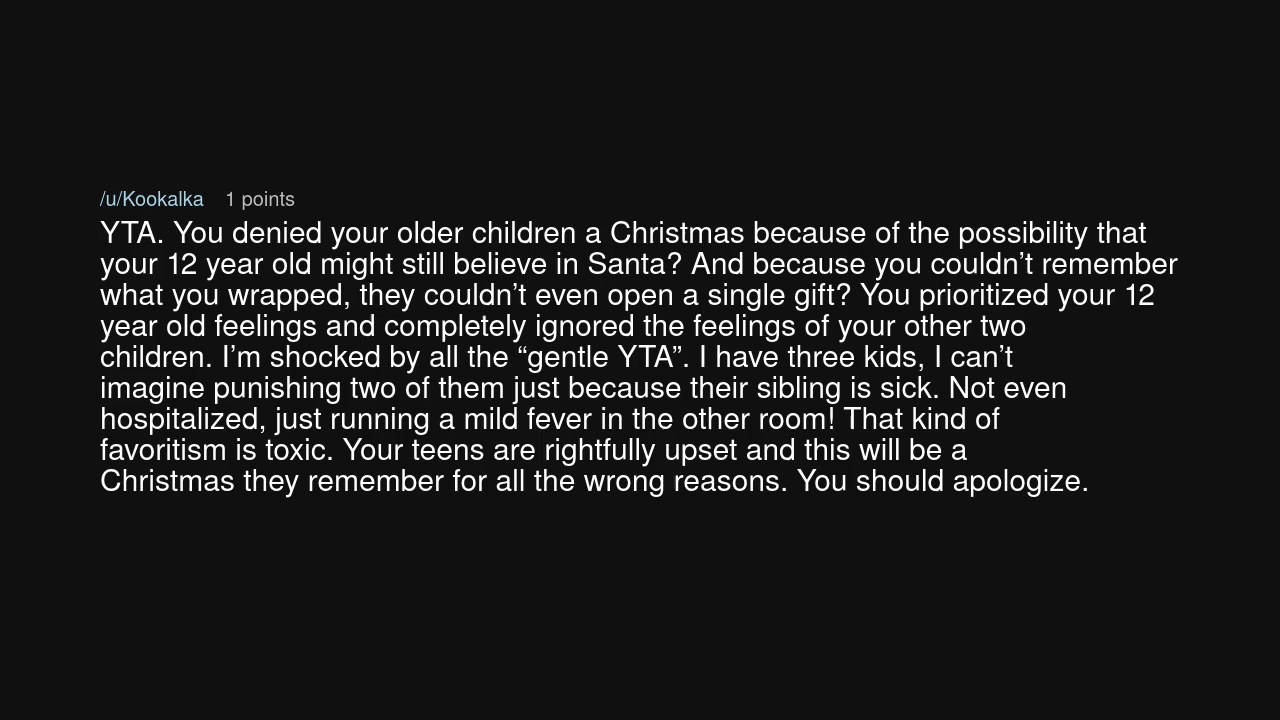 /u/Kookalka 1 points
YTA. You denied your older children a Christmas because of the possibility that
your 12 year old might still believe in Santa? And because you couldn’t remember
what you wrapped, they couldn’t even open a single gift? You prioritized your 12
year old feelings and completely ignored the feelings of your other two
children. I’m shocked by all the “gentle YTA”. I have three kids, I can’t
imagine punishing two of them just because their sibling is sick. Not even
hospitalized, just running a mild fever in the other room! That kind of
favoritism is toxic. Your teens are rightfully upset and this will be a
Christmas they remember for all the wrong reasons. You should apologize.